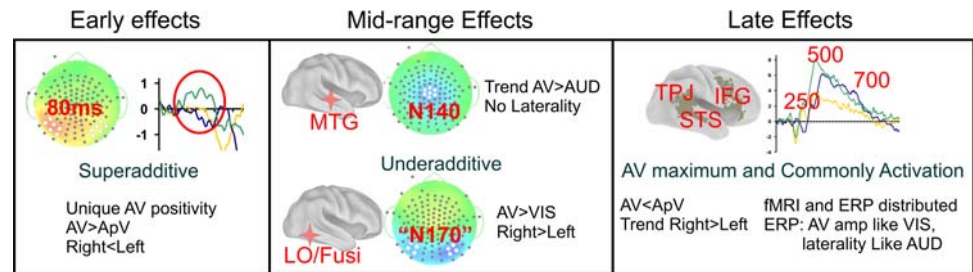 Early effects
80ms
1
0
-1
Superadditive
Unique AV positivity
AV>ApV
Right<Left
Mid-range Effects
MTG
N140
Trend AV>AUD
No Laterality
Underadditive
LO/Fusi
"N170"
AV>VIS
Right>Left
Late Effects
TPJ
IFG
STS
500
700
250
AV maximum and Commonly Activation
AV<ApV
Trend Right>Left
fMRI and ERP distributed
ERP: AV amp like VIS,
laterality Like AUD